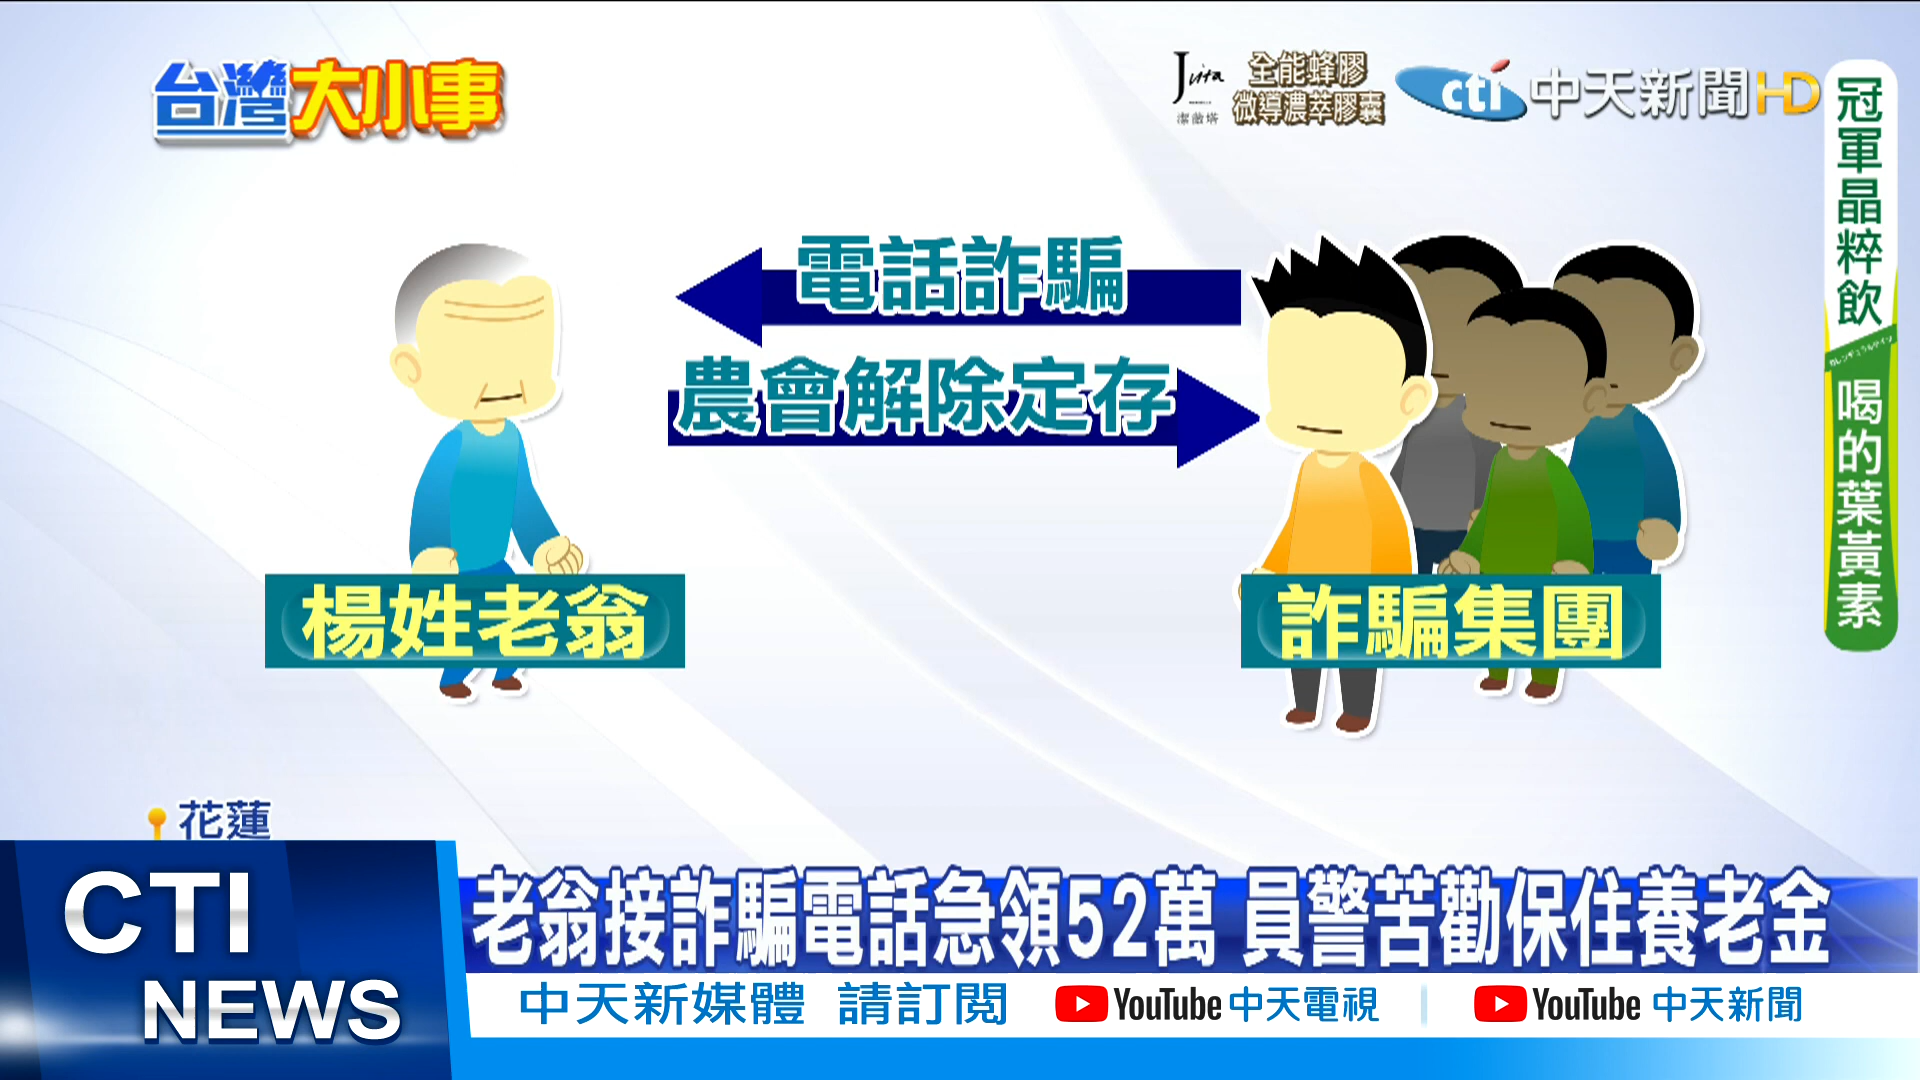 台灣大小事
Jvita
潔薇塔
全能蜂膠
微導濃萃膠囊
cti 中天新聞HD
冠軍晶粹飲
喝的葉黃素
電話詐騙
農會解除定存
楊姓老翁
詐騙集團
花蓮
CTI
NEWS
老翁接詐騙電話急領52萬 員警苦勸保住養老金
中天新媒體 請訂閱 YouTube 中天電視 YouTube 中天新聞